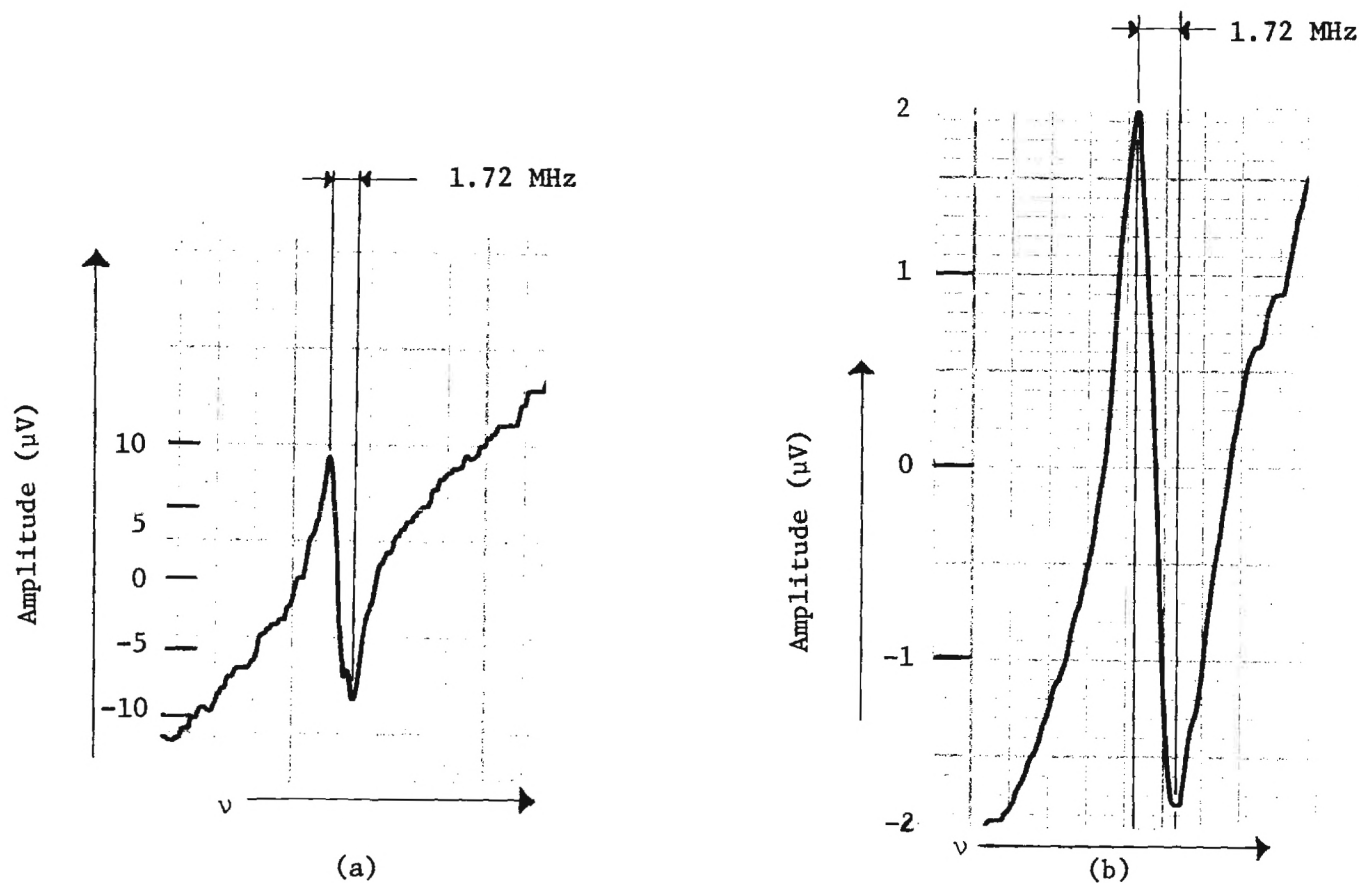 1.72 MHz
Amplitude (μV)
10
5
0
-5
-10
ν
(a)
1.72 MHz
Amplitude (μV)
2
1
0
-1
-2
ν
(b)